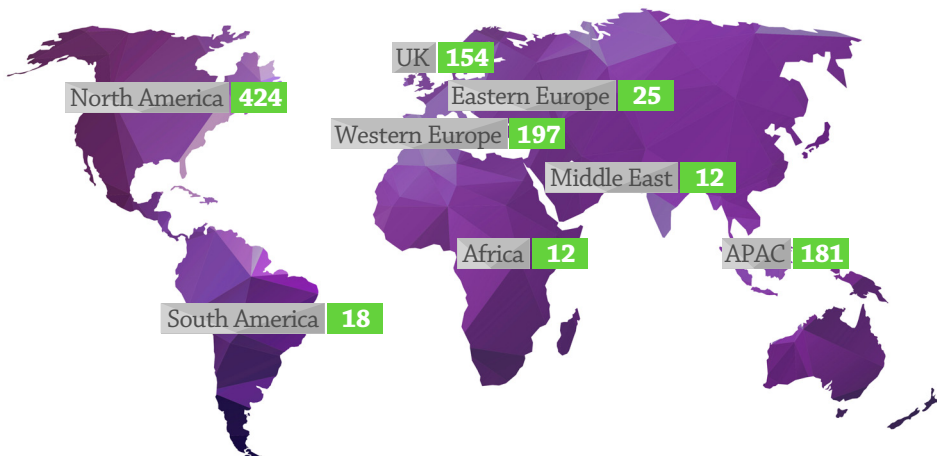 UK 154
North America 424
Eastern Europe 25
Western Europe 197
Middle East 12
Africa 12
APAC 181
South America 18